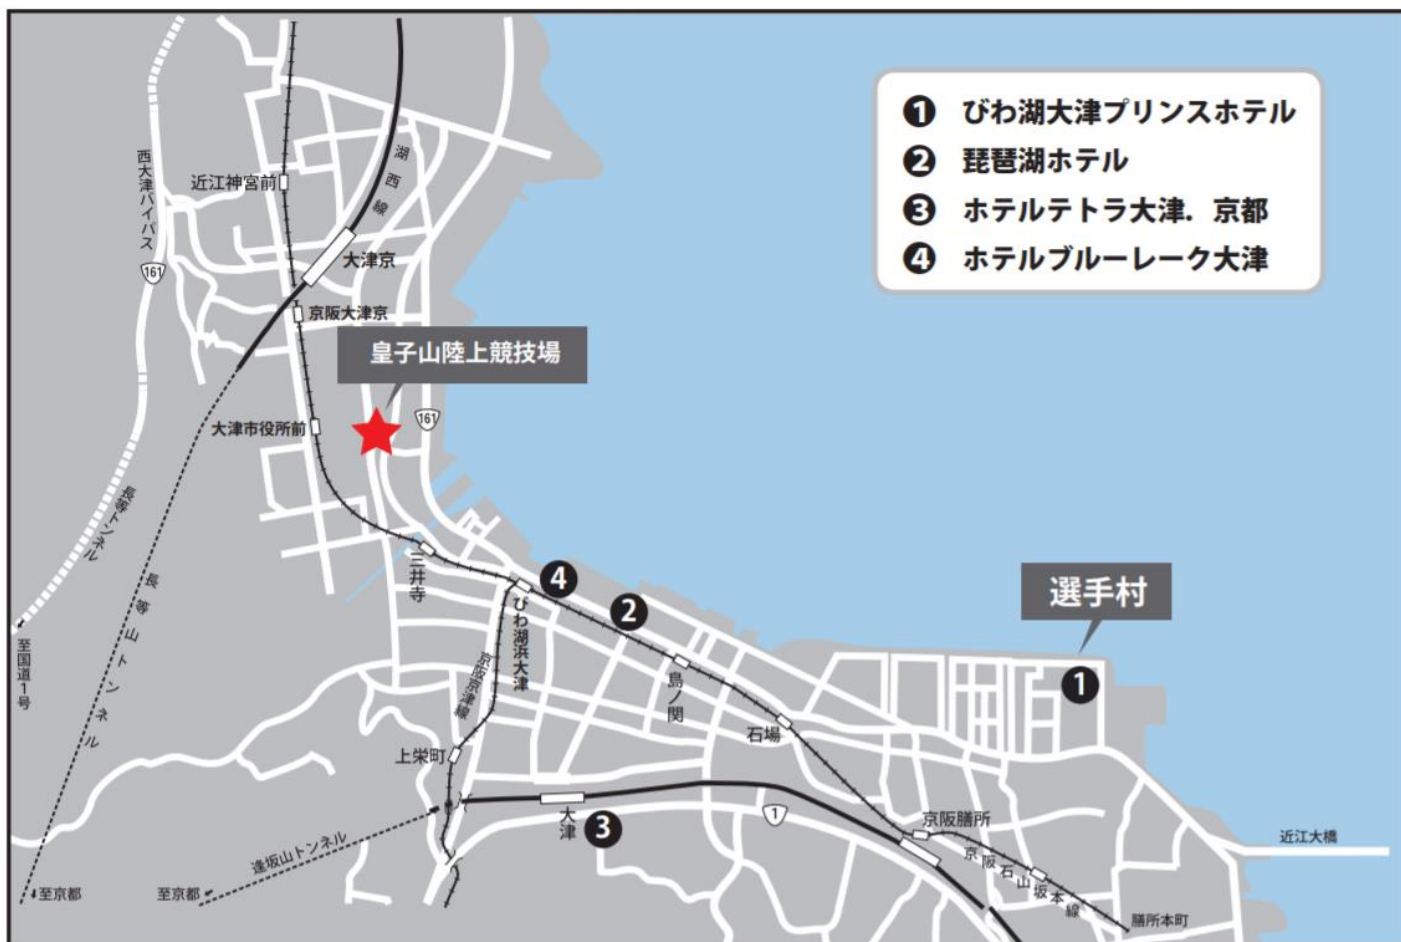 ❶ びわ湖大津プリンスホテル
❷ 琵琶湖ホテル
❸ ホテルテトラ大津．京都
❹ ホテルブルーレーク大津
西大津バイパス
161
近江神宮前
湖西線
大津京
京阪大津京
皇子山陸上競技場
161
大津市役所前
長等トンネル
長等山トンネル
三井寺
❹
❷
びわ湖浜大津
選手村
❶
至国道1号
京阪京津線
島ノ関
石場
上栄町
大津
❸
1
京阪膳所
近江大橋
逢坂山トンネル
京阪石山坂本線
至京都
至京都
膳所本町